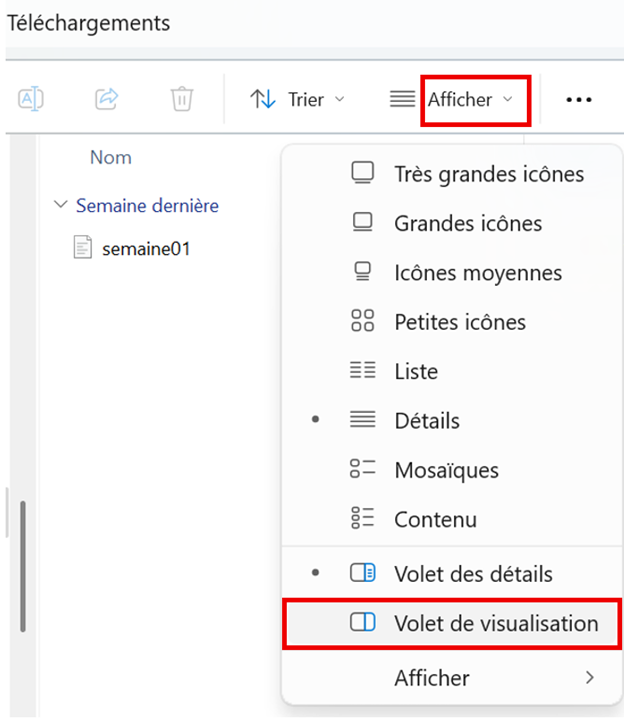 Téléchargements
Trier Afficher
Nom
Semaine dernière
semaine01
Très grandes icônes
Grandes icônes
Icônes moyennes
Petites icônes
Liste
Détails
Mosaïques
Contenu
Volet des détails
Volet de visualisation
Afficher